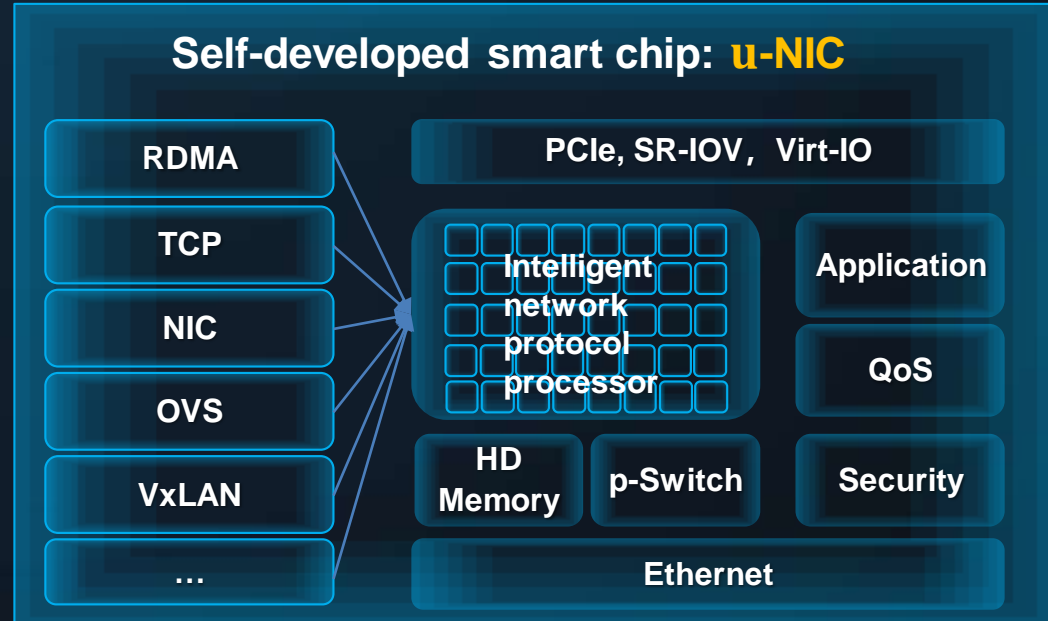 Self-developed smart chip: u-NIC
RDMA
TCP
NIC
OVS
VxLAN
…
PCIe, SR-IOV，Virt-IO
Intelligent
network
protocol
processor
Application
QoS
HD
Memory
p-Switch
Security
Ethernet